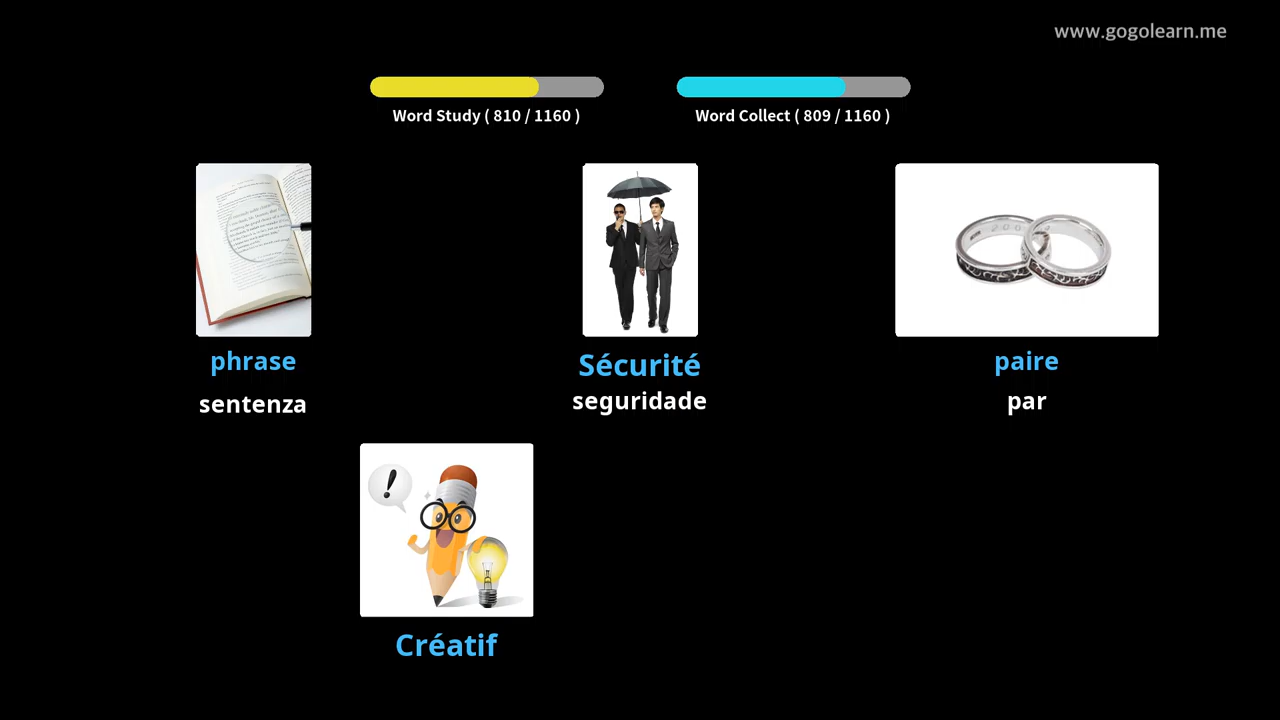 www.gogolearn.me
Word Study ( 810 / 1160 )
Word Collect ( 809 / 1160 )
phrase
Sécurité
paire
sentenza
seguridade
par
!
Créatif